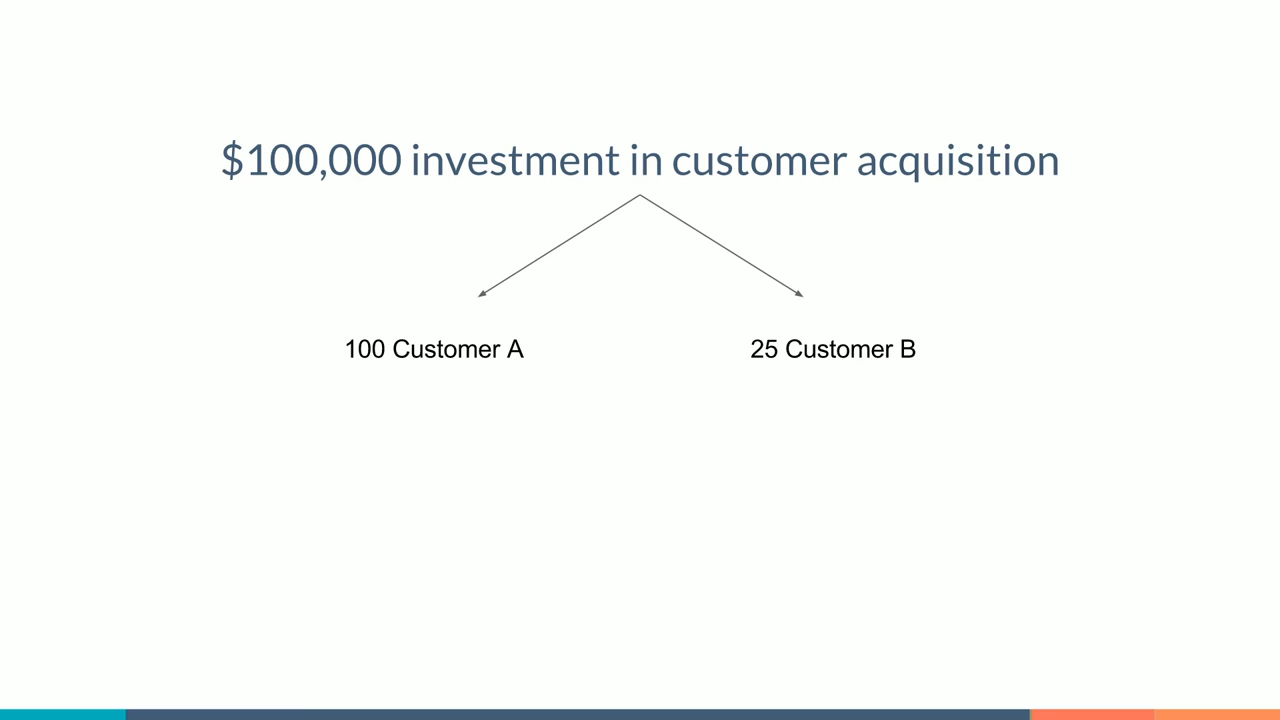 $100,000 investment in customer acquisition
100 Customer A
25 Customer B